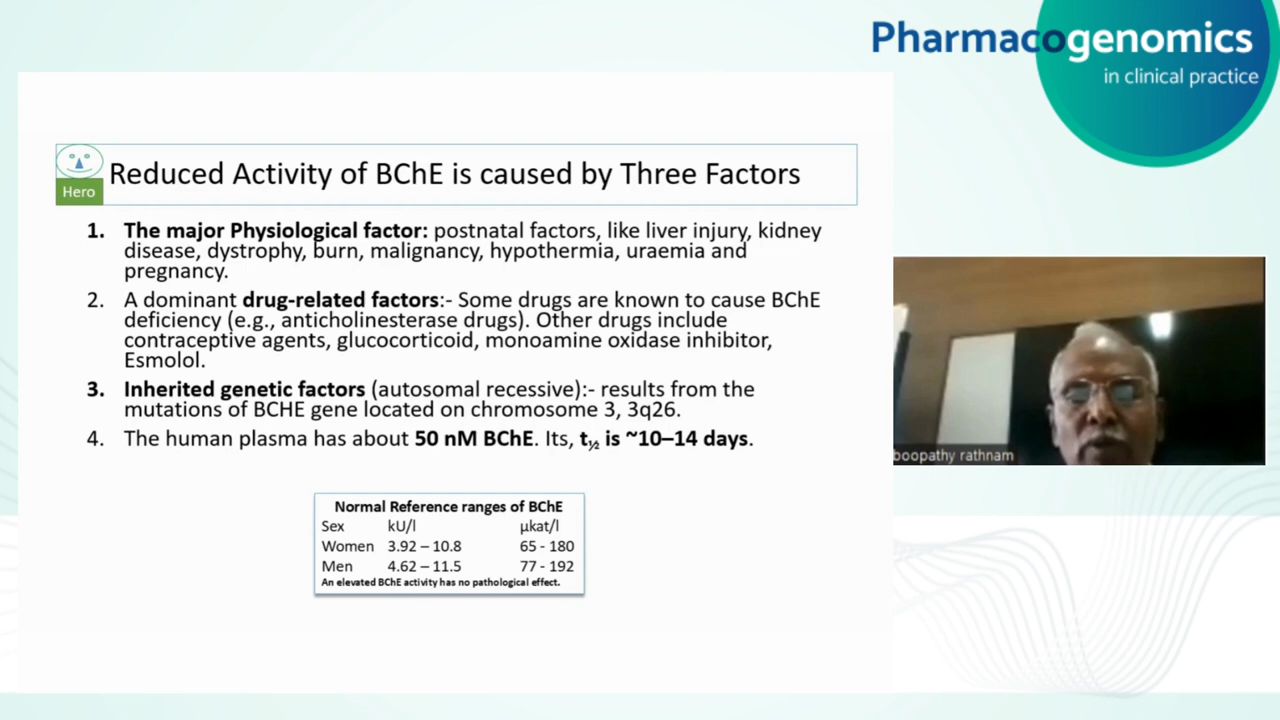 Pharmacogenomics
in clinical practice
Hero
Reduced Activity of BChE is caused by Three Factors
1. The major Physiological factor: postnatal factors, like liver injury, kidney
disease, dystrophy, burn, malignancy, hypothermia, uraemia and
pregnancy.
2. A dominant drug-related factors:- Some drugs are known to cause BChE
deficiency (e.g., anticholinesterase drugs). Other drugs include
contraceptive agents, glucocorticoid, monoamine oxidase inhibitor,
Esmolol.
3. Inherited genetic factors (autosomal recessive):- results from the
mutations of BCHE gene located on chromosome 3, 3q26.
4. The human plasma has about 50 nM BChE. Its, t½ is ~10–14 days.
Normal Reference ranges of BChE
Sex kU/l µkat/l
Women 3.92 – 10.8 65 - 180
Men 4.62 – 11.5 77 - 192
An elevated BChE activity has no pathological effect.
boopathy rathnam